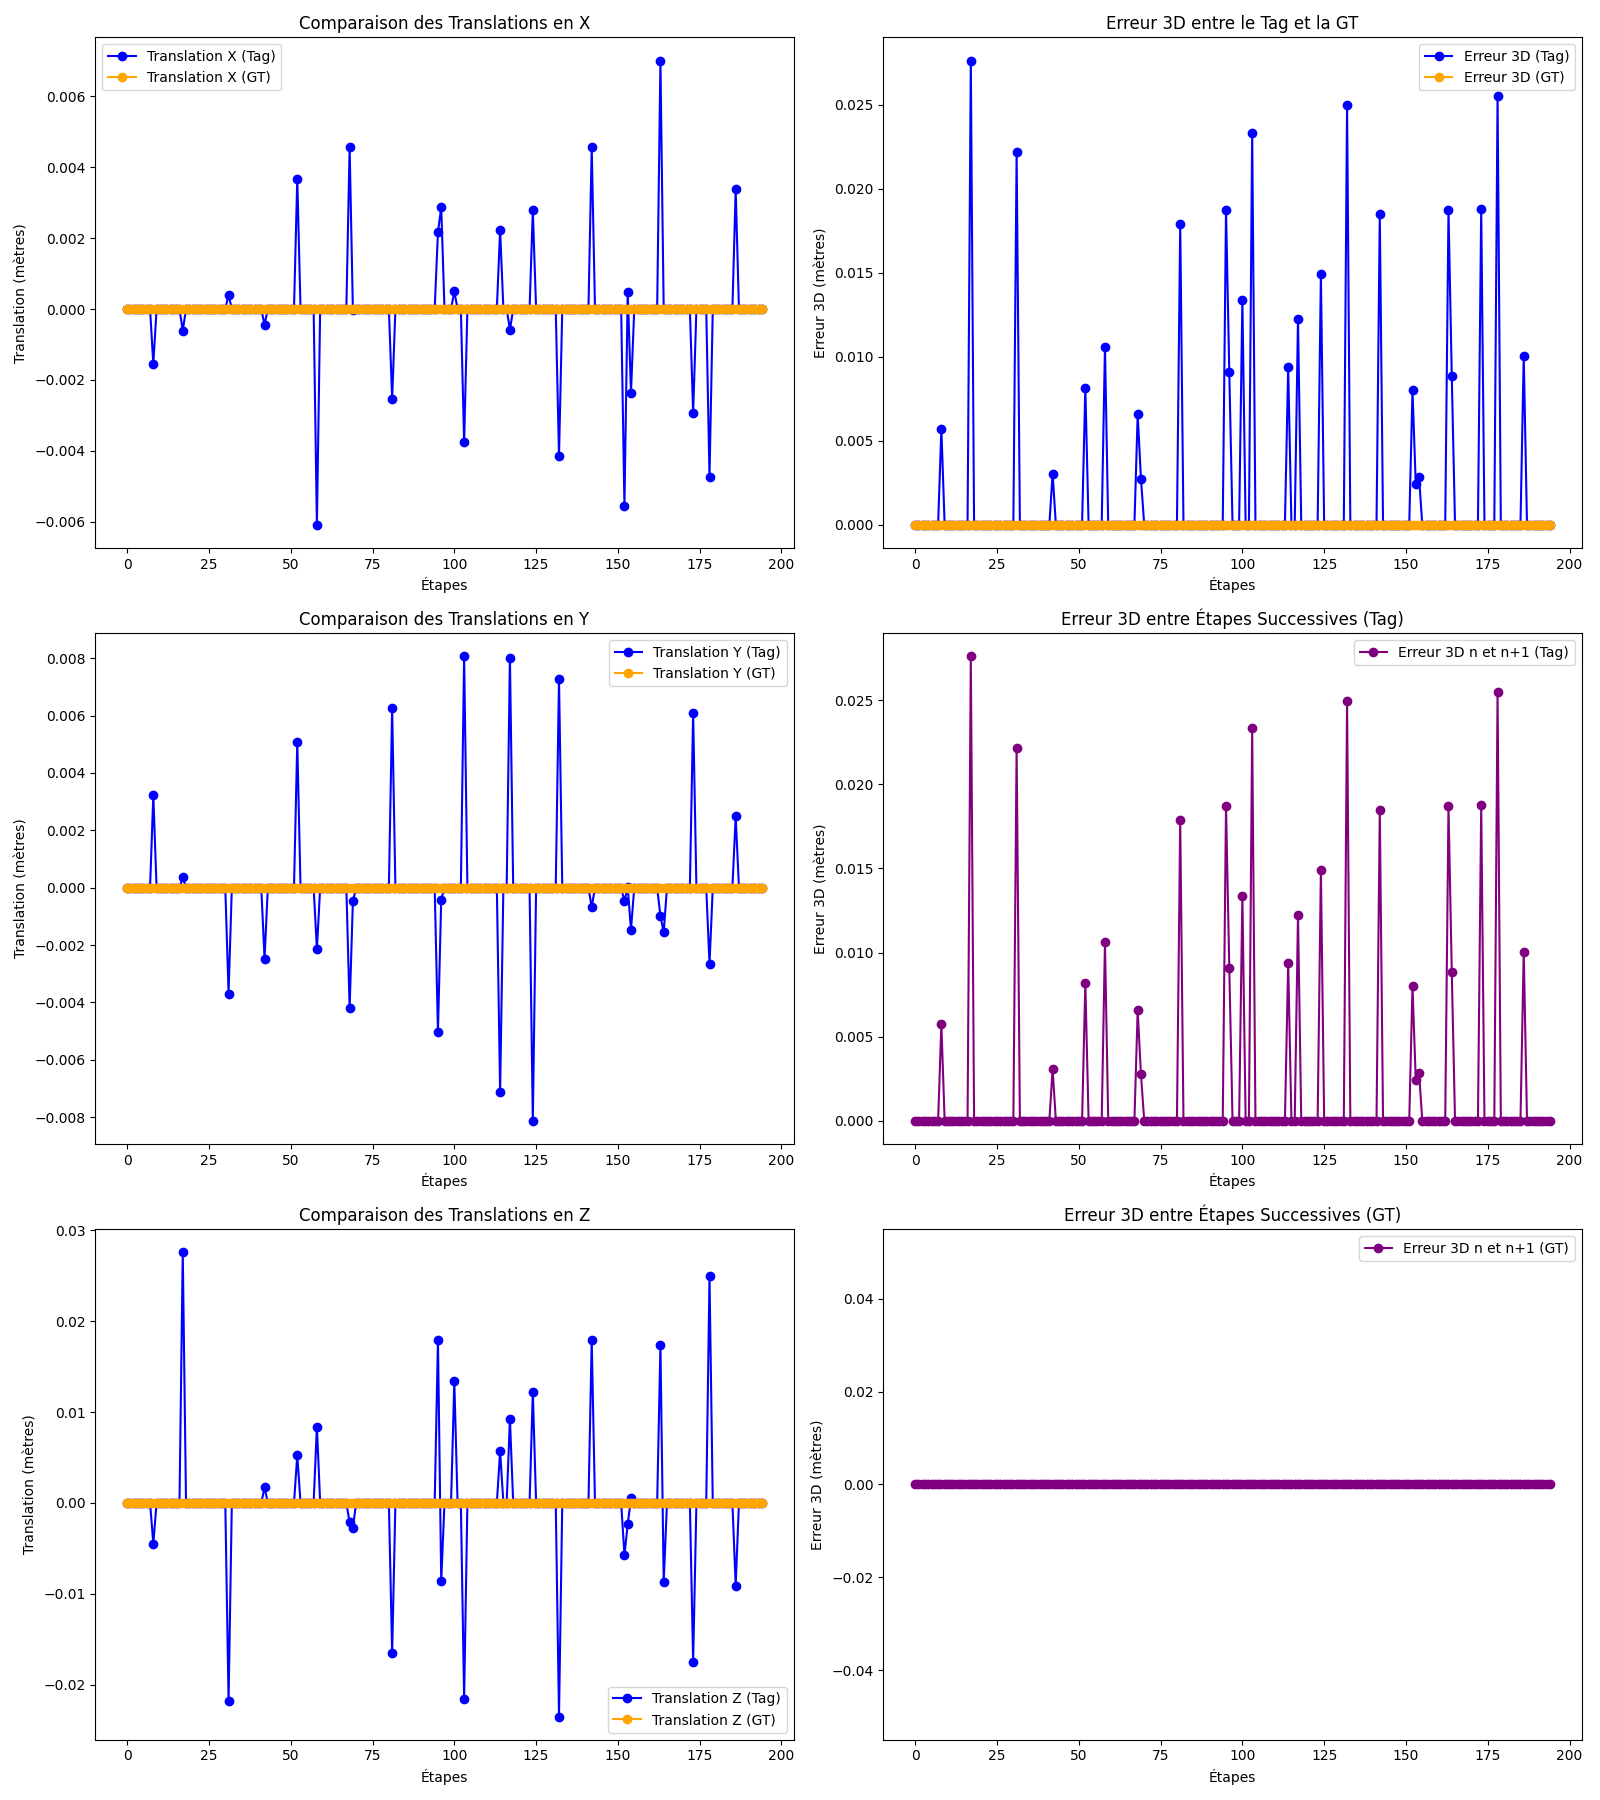 Comparaison des Translations en X
Translation X (Tag)
Translation X (GT)
Translation (mètres)
0.006
0.004
0.002
0.000
−0.002
−0.004
−0.006
0 25 50 75 100 125 150 175 200
Étapes
Erreur 3D entre le Tag et la GT
Erreur 3D (Tag)
Erreur 3D (GT)
Erreur 3D (mètres)
0.025
0.020
0.015
0.010
0.005
0.000
0 25 50 75 100 125 150 175 200
Étapes
Comparaison des Translations en Y
Translation Y (Tag)
Translation Y (GT)
Translation (mètres)
0.008
0.006
0.004
0.002
0.000
−0.002
−0.004
−0.006
−0.008
0 25 50 75 100 125 150 175 200
Étapes
Erreur 3D entre Étapes Successives (Tag)
Erreur 3D n et n+1 (Tag)
Erreur 3D (mètres)
0.025
0.020
0.015
0.010
0.005
0.000
0 25 50 75 100 125 150 175 200
Étapes
Comparaison des Translations en Z
Translation (mètres)
0.03
0.02
0.01
0.00
−0.01
−0.02
Translation Z (Tag)
Translation Z (GT)
0 25 50 75 100 125 150 175 200
Étapes
Erreur 3D entre Étapes Successives (GT)
Erreur 3D n et n+1 (GT)
Erreur 3D (mètres)
0.04
0.02
0.00
−0.02
−0.04
0 25 50 75 100 125 150 175 200
Étapes